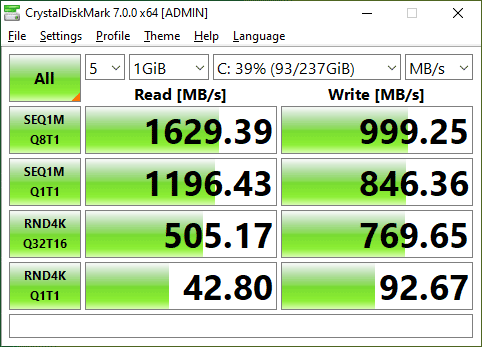 CrystalDiskMark 7.0.0 x64 [ADMIN]
File Settings Profile Theme Help Language
All 5 1GiB C: 39% (93/237GiB) MB/s
Read [MB/s] Write [MB/s]
SEQ1M
Q8T1 1629.39 999.25
SEQ1M
Q1T1 1196.43 846.36
RND4K
Q32T16 505.17 769.65
RND4K
Q1T1 42.80 92.67